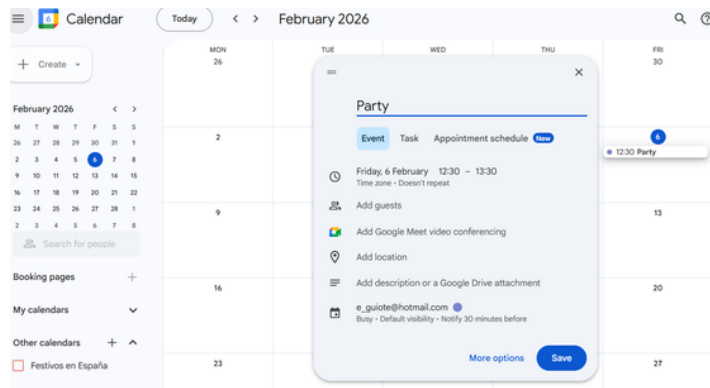 6 Calendar Today < > February 2026
+ Create
February 2026 < >
M T W T F S S
26 27 28 29 30 31 1
2 3 4 5 6 7 8
9 10 11 12 13 14 15
16 17 18 19 20 21 22
23 24 25 26 27 28 1
2 3 4 5 6 7 8
Search for people
Booking pages +
My calendars
Other calendars +
Festivos en España
MON TUE WED THU FRI
26 30
2 6
12:30 Party
9 13
16 20
23 27
Party
Event Task Appointment schedule New
Friday, 6 February 12:30 – 13:30
Time zone • Doesn't repeat
Add guests
Add Google Meet video conferencing
Add location
Add description or a Google Drive attachment
e_guiote@hotmail.com
Busy • Default visibility • Notify 30 minutes before
More options Save